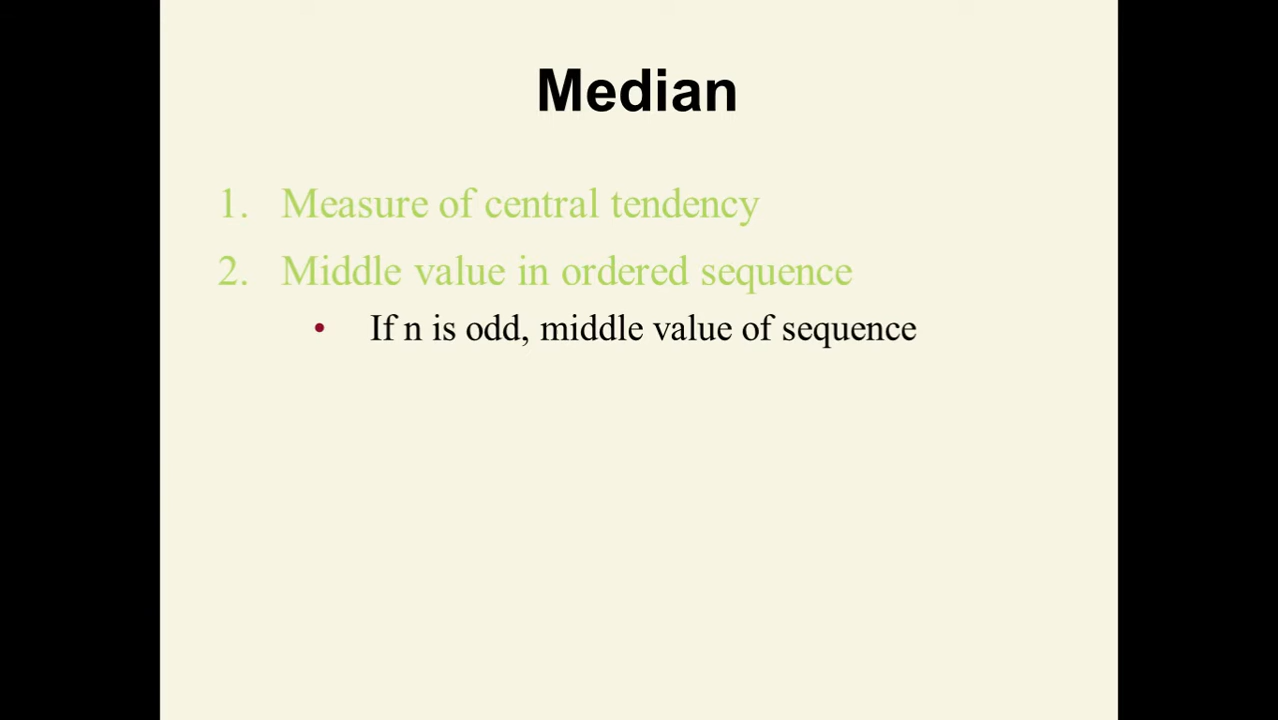 Median
1. Measure of central tendency
2. Middle value in ordered sequence
• If n is odd, middle value of sequence